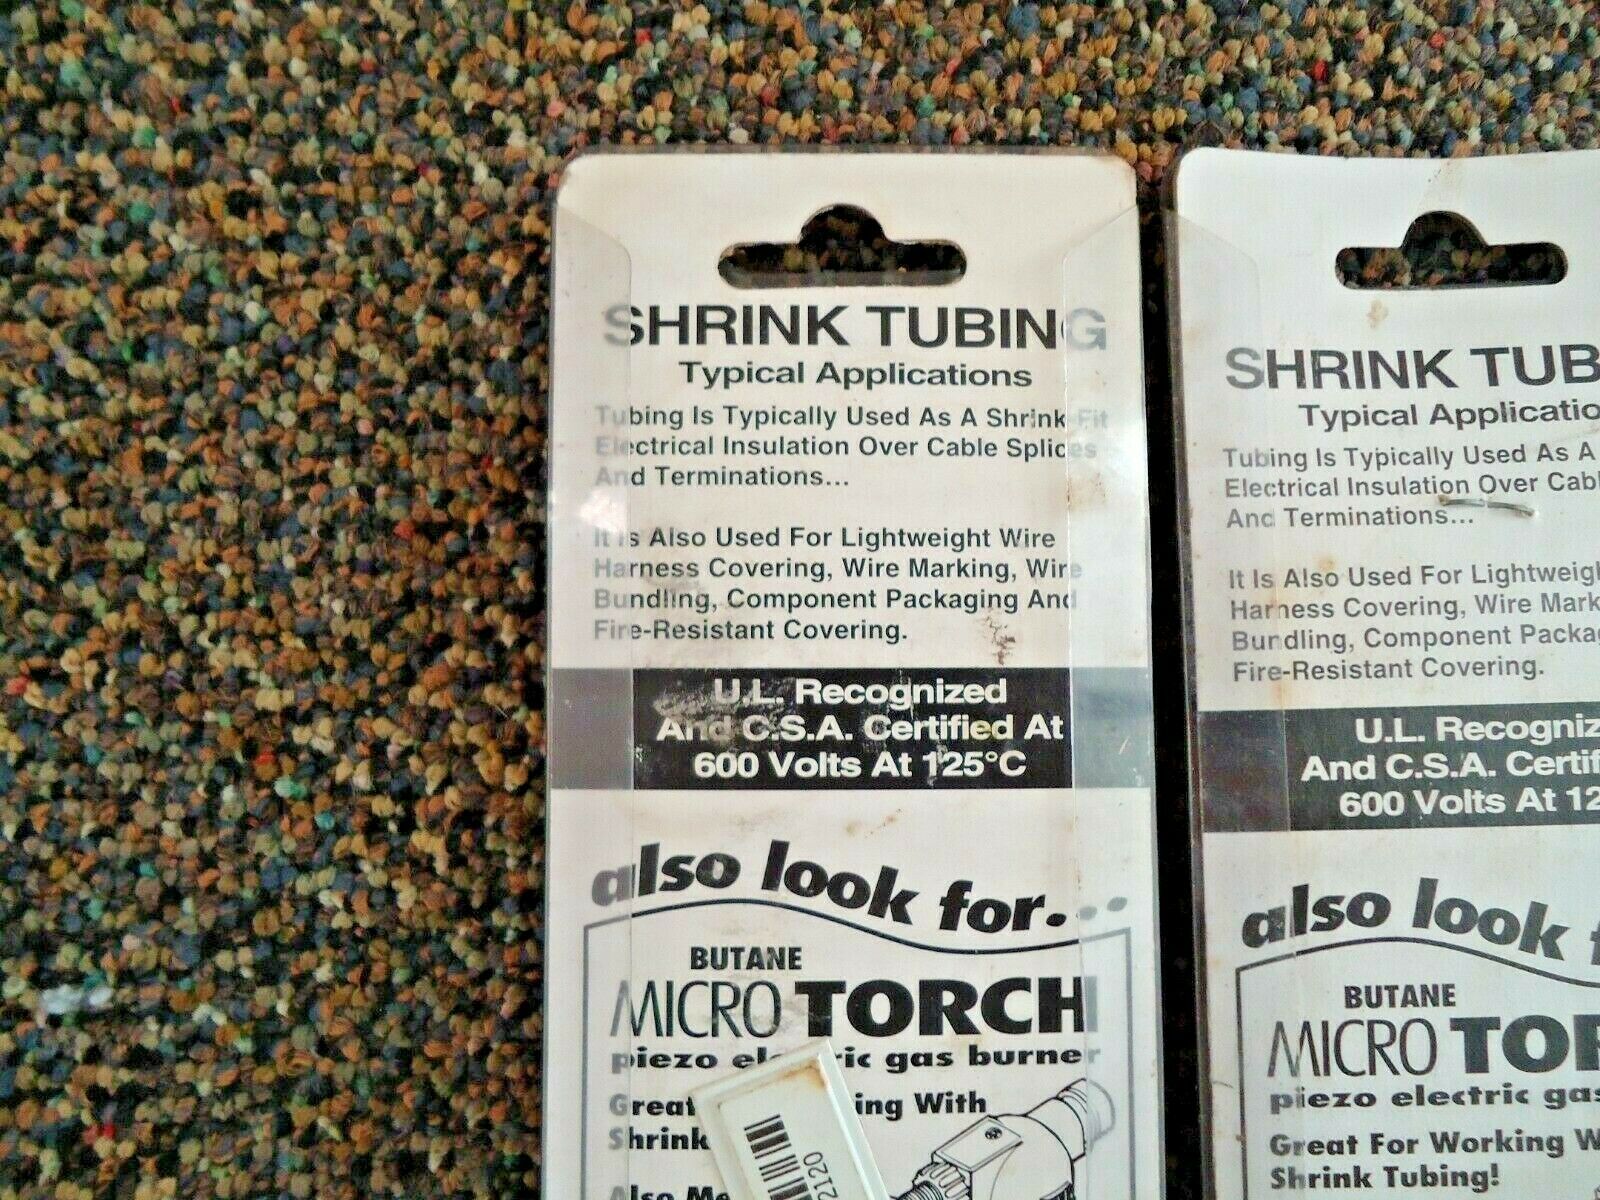 SHRINK TUBING
Typical Applications
Tubing Is Typically Used As A Shrink-Fit
Electrical Insulation Over Cable Splices
And Terminations...
It Is Also Used For Lightweight Wire
Harness Covering, Wire Marking, Wire
Bundling, Component Packaging And
Fire-Resistant Covering.
U.L. Recognized
And C.S.A. Certified At
600 Volts At 125°C
also look for...
BUTANE
MICRO TORCH
piezo electric gas burner
Great ing With
Shrink
Also Me
2120
SHRINK TUB
Typical Applicatio
Tubing Is Typically Used As A
Electrical Insulation Over Cabl
And Terminations...
It Is Also Used For Lightweigh
Harness Covering, Wire Mark
Bundling, Component Packa
Fire-Resistant Covering.
U.L. Recogniz
And C.S.A. Certif
600 Volts At 12
also look f
BUTANE
MICRO TOR
piezo electric gas
Great For Working W
Shrink Tubing!